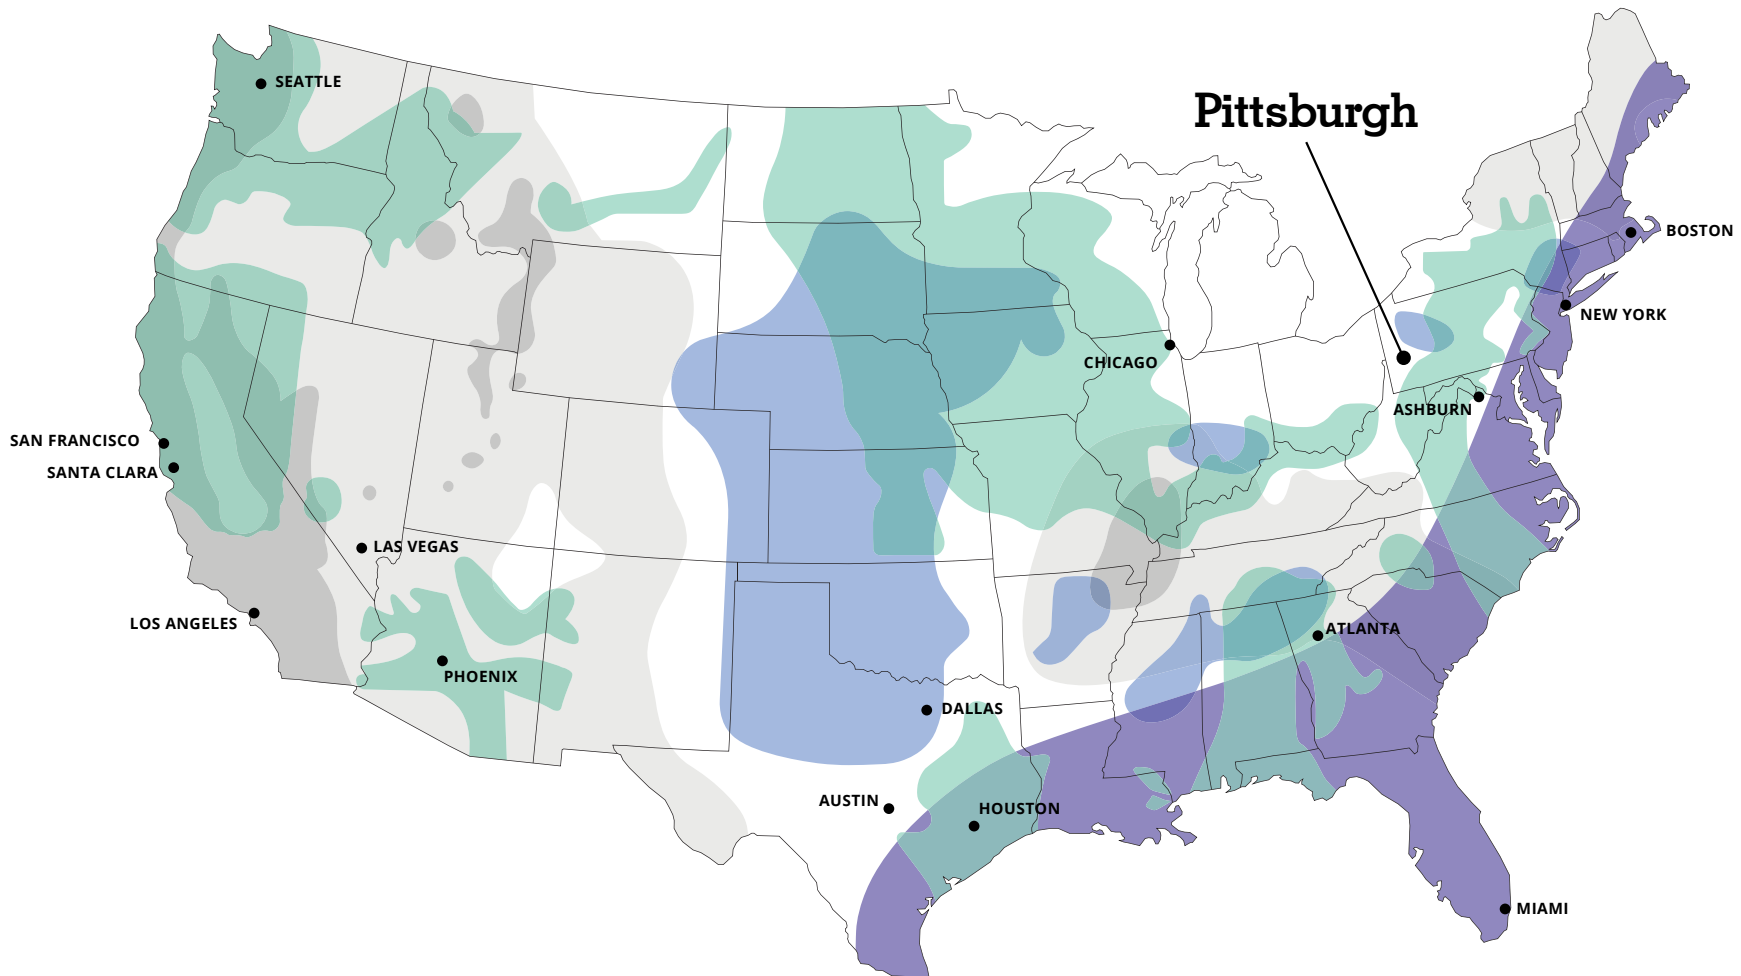 SEATTLE
Pittsburgh
BOSTON
NEW YORK
CHICAGO
ASHBURN
SAN FRANCISCO
SANTA CLARA
LAS VEGAS
LOS ANGELES
ATLANTA
PHOENIX
DALLAS
AUSTIN
HOUSTON
MIAMI